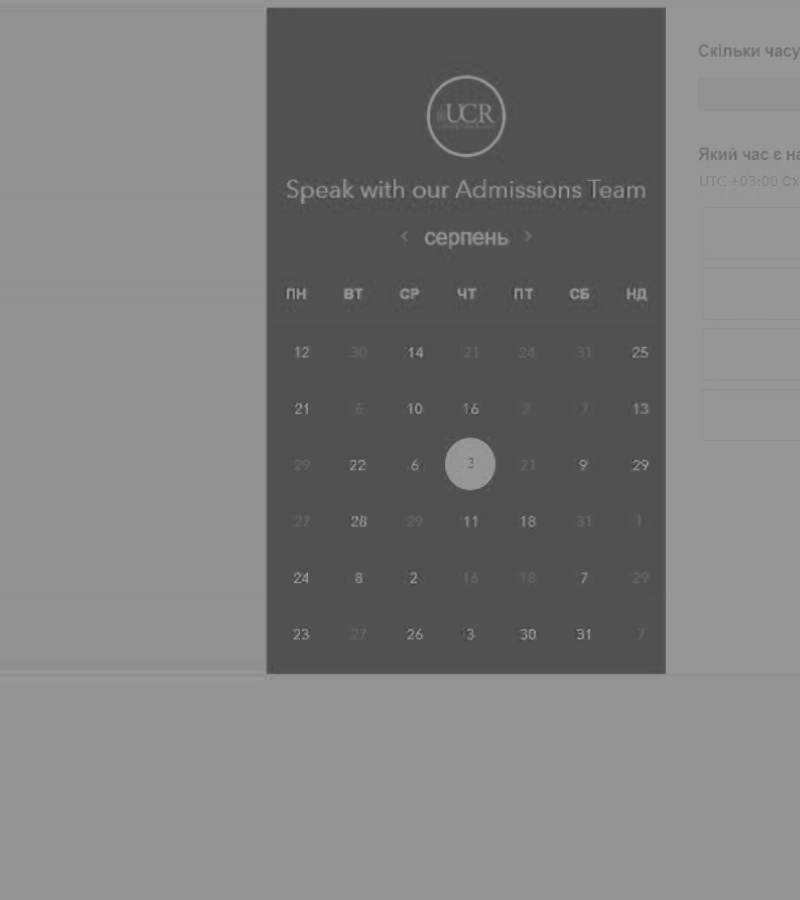 Скільки часу
UCR
Який час є на
UTC +03:00 Сх
Speak with our Admissions Team
< серпень >
ПН ВТ СР ЧТ ПТ СБ НД
12 30 14 21 24 31 25
21 6 10 16 2 7 13
29 22 6 3 21 9 29
27 28 29 11 18 31 1
24 8 2 16 18 7 29
23 27 26 3 30 31 7